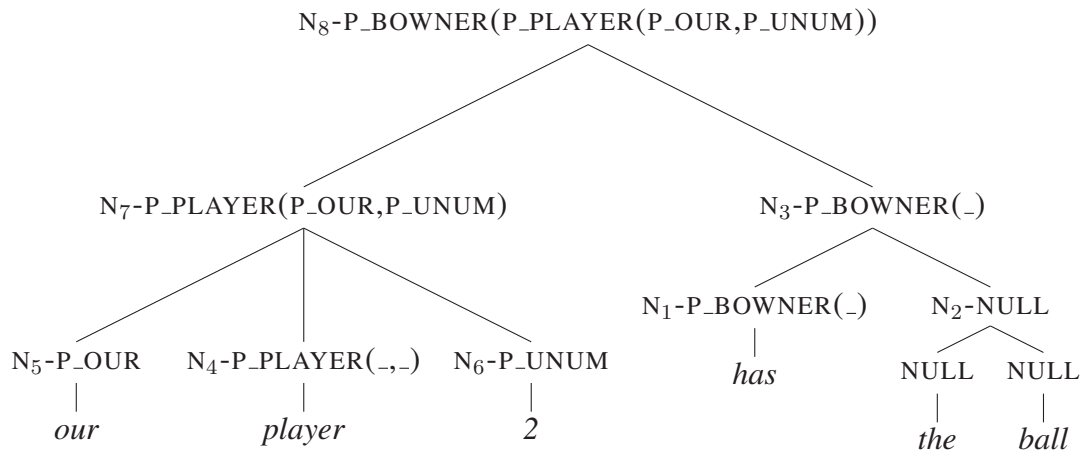 N₈-P_BOWNER(P_PLAYER(P_OUR,P_UNUM))
N₇-P_PLAYER(P_OUR,P_UNUM) N₃-P_BOWNER(_)
N₁-P_BOWNER(_) N₂-NULL
N₅-P_OUR N₄-P_PLAYER(_,_) N₆-P_UNUM has NULL NULL
our player 2 the ball